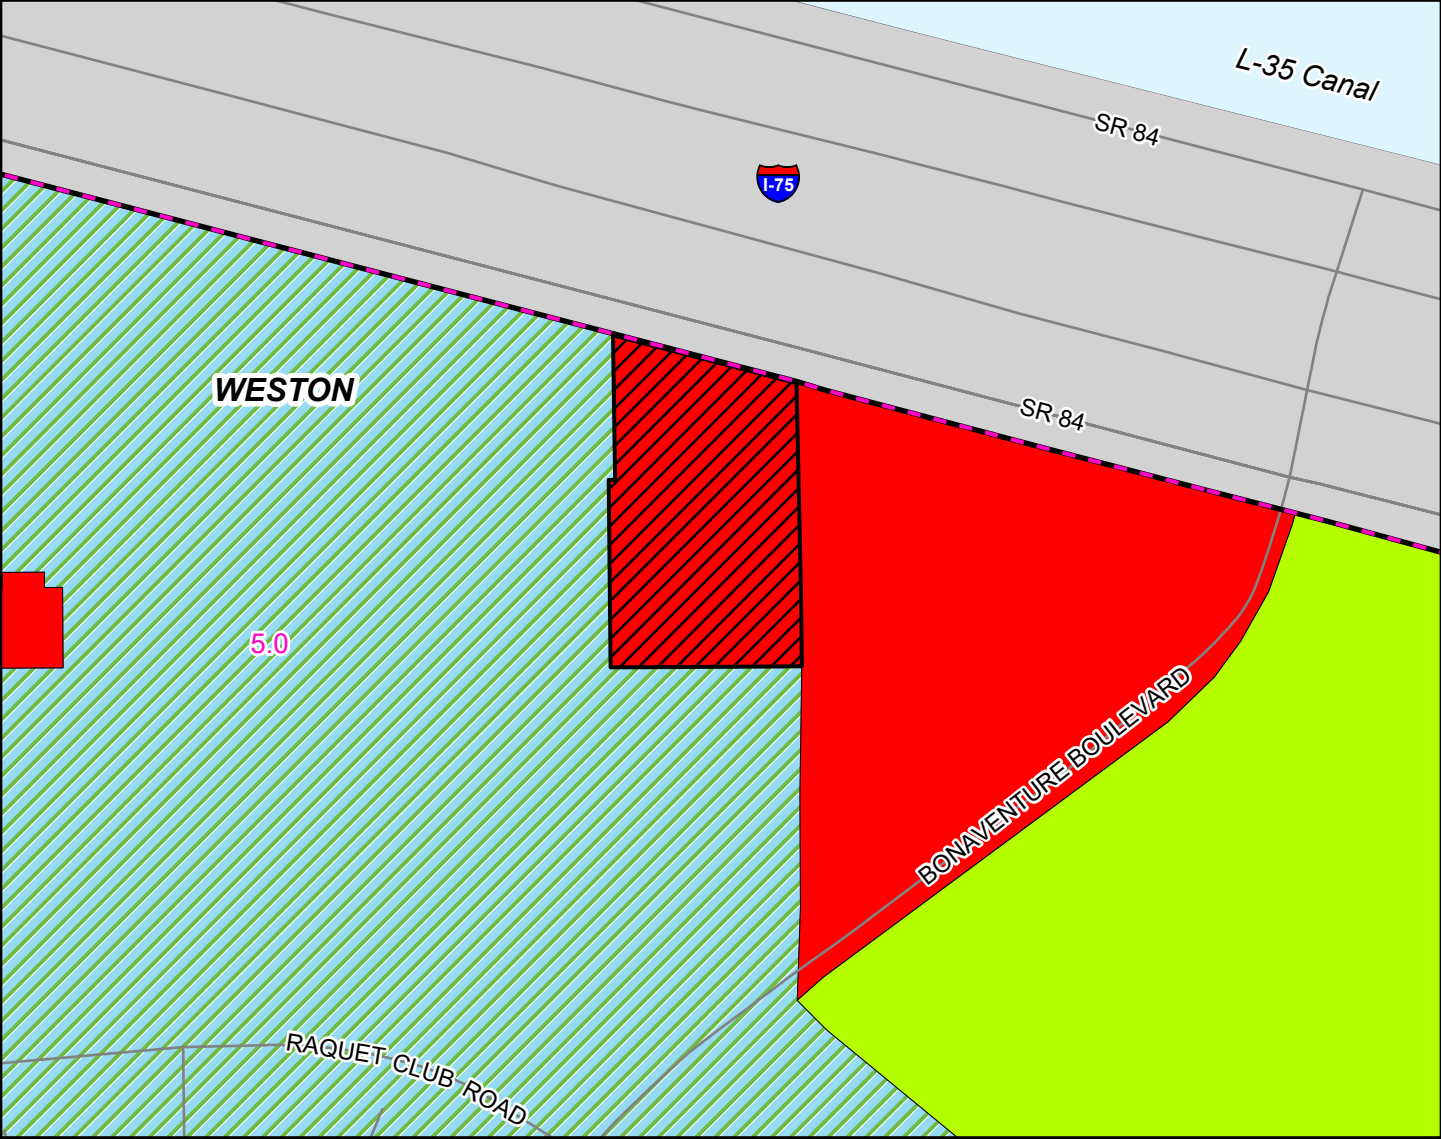 L-35 Canal
SR 84
I-75
WESTON
SR 84
5.0
BONAVENTURE BOULEVARD
RAQUET CLUB ROAD